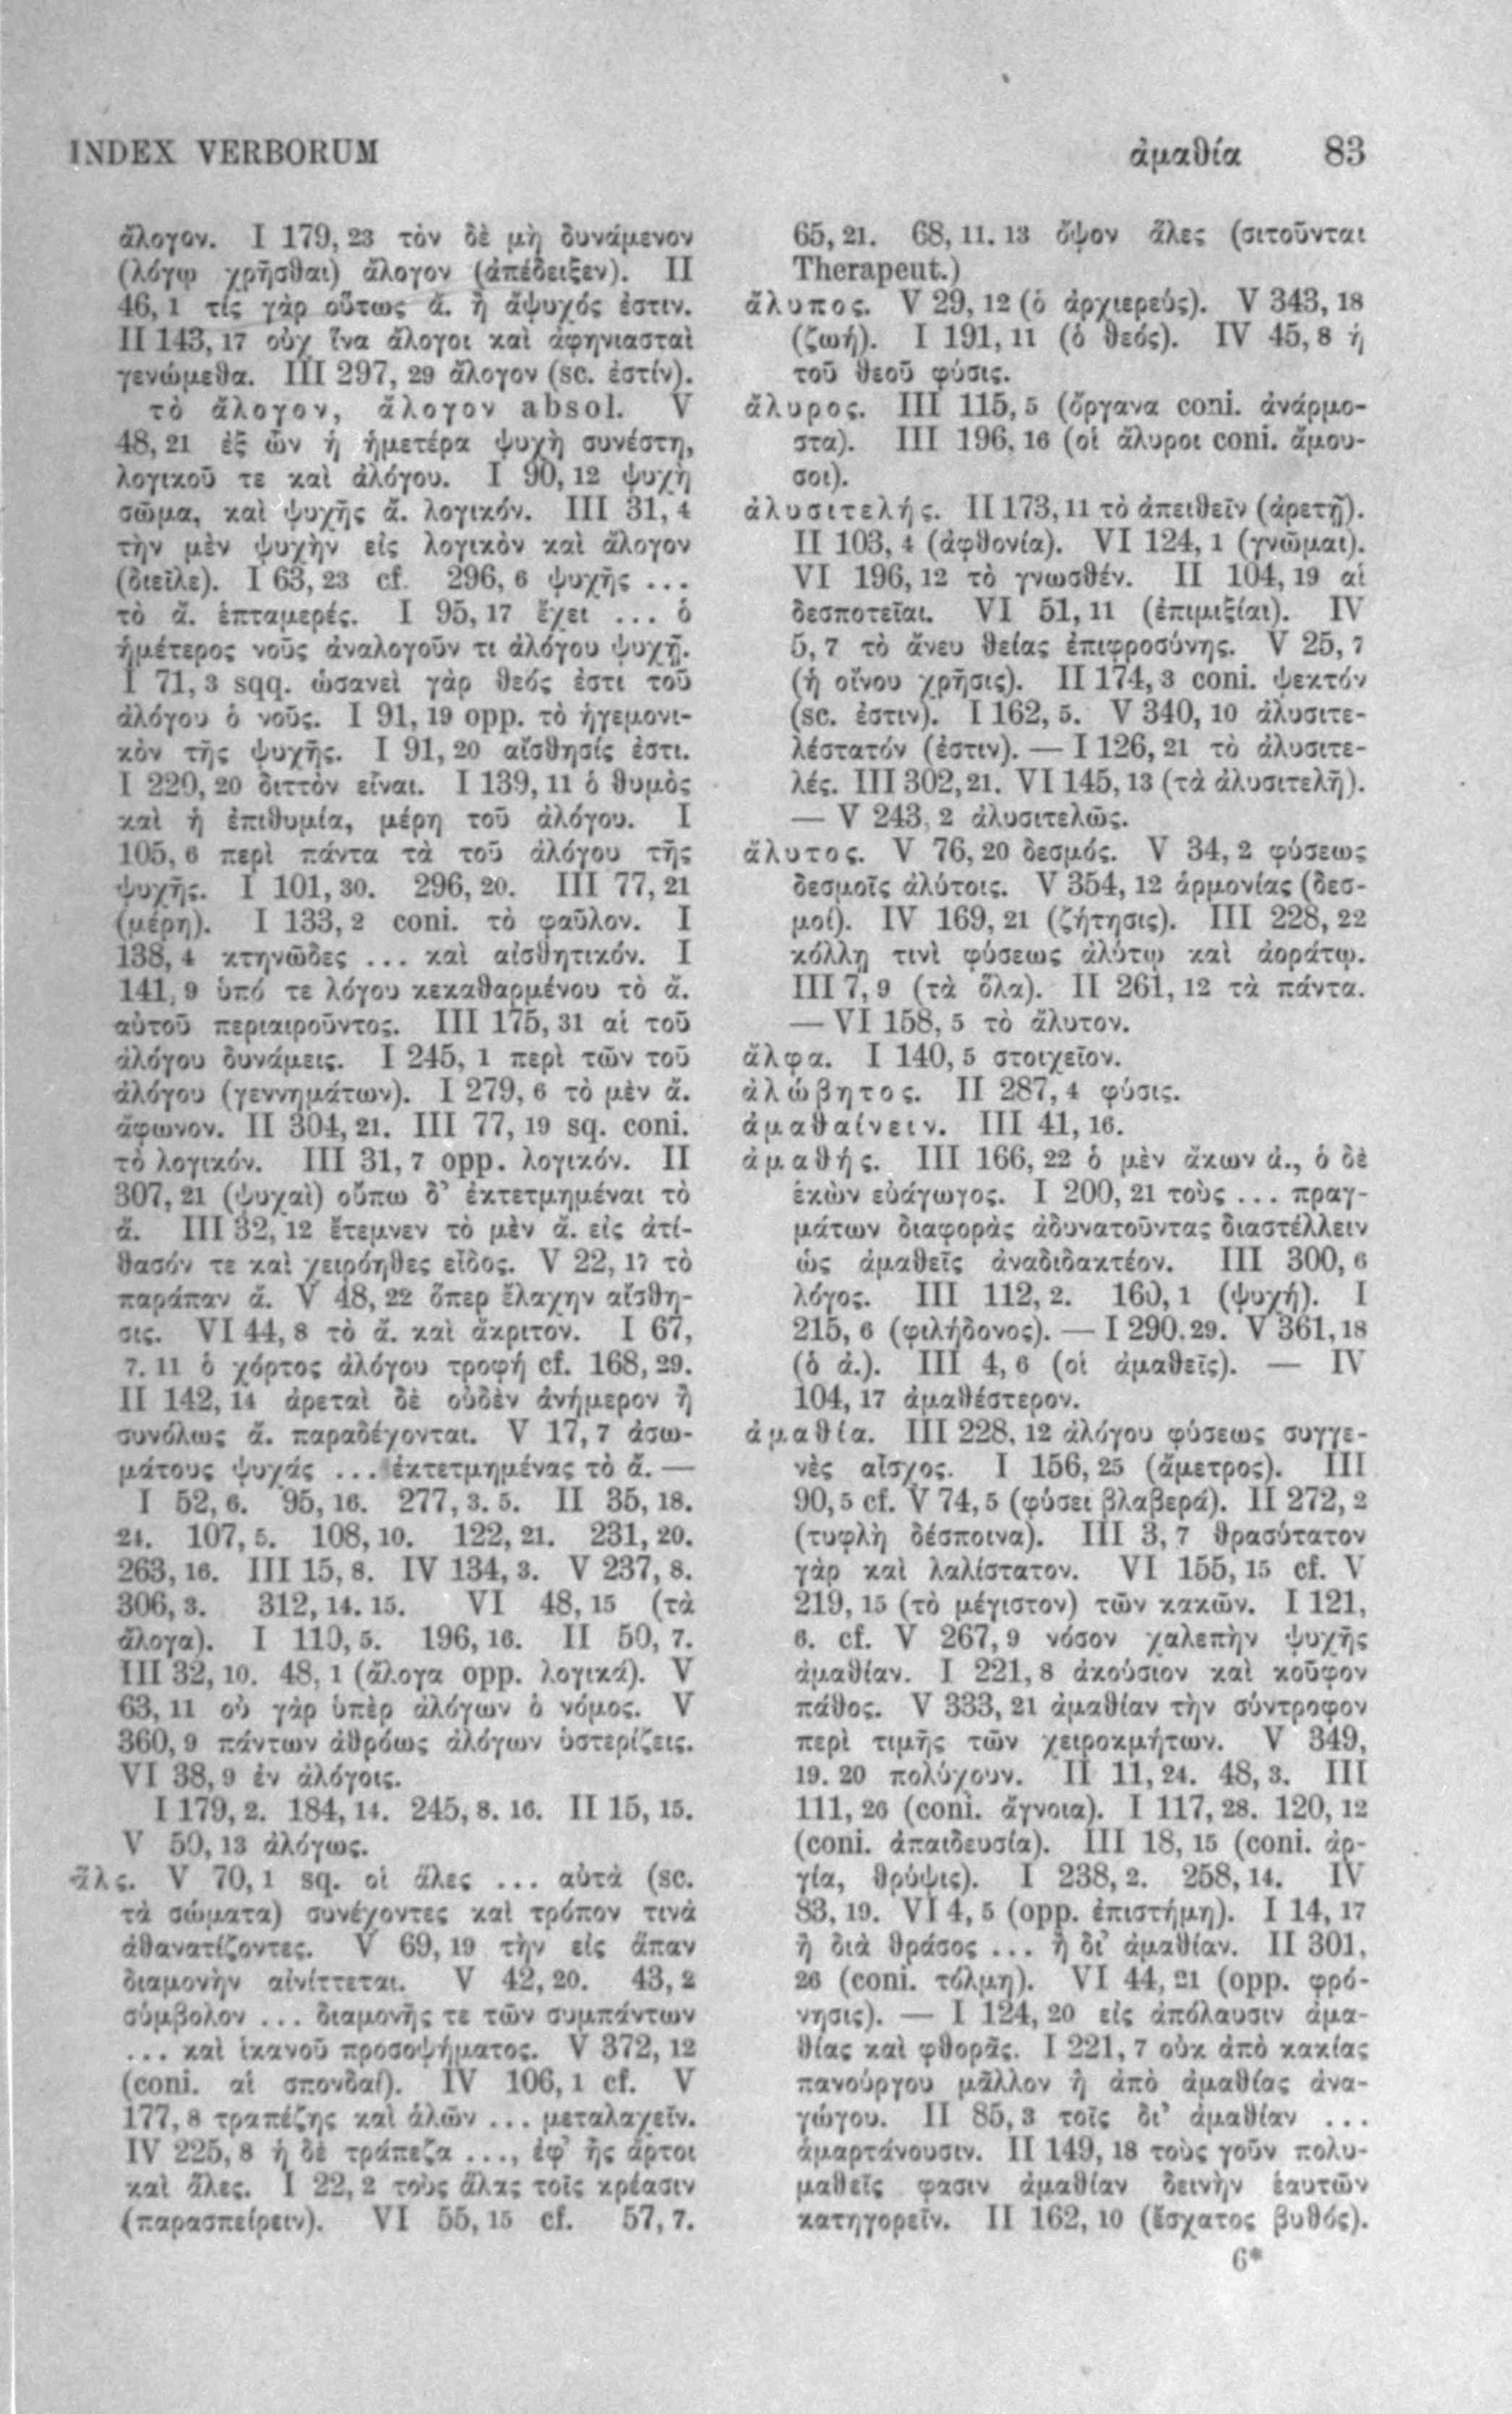 INDEX VERBORUM
ἀμαθία 83
ἄλογον. I 179, 23 τὸν δὲ μὴ δυνάμενον
(λόγῳ χρῆσθαι) ἄλογον (ἀπέδειξεν). II
46, 1 τίς γὰρ οὕτως ἄ. ἢ ἄψυχός ἐστιν.
II 143, 17 οὐχ ἵνα ἄλογοι καὶ ἀφηνιασταὶ
γενώμεθα. III 297, 29 ἄλογον (sc. ἐστίν).
τὸ ἄλογον, ἄλογον absol. V
48, 21 ἐξ ὧν ἡ ἡμετέρα ψυχὴ συνέστη,
λογικοῦ τε καὶ ἀλόγου. I 90, 12 ψυχὴ
σῶμα, καὶ ψυχῆς ἄ. λογικόν. III 31, 4
τὴν μὲν ψυχὴν εἰς λογικὸν καὶ ἄλογον
(διεῖλε). I 63, 23 cf. 296, 6 ψυχῆς ...
τὸ ἄ. ἑπταμερές. I 95, 17 ἔχει ... ὁ
ἡμέτερος νοῦς ἀναλογοῦν τι ἀλόγου ψυχῇ.
I 71, 3 sqq. ὡσανεὶ γὰρ θεός ἐστι τοῦ
ἀλόγου ὁ νοῦς. I 91, 19 opp. τὸ ἡγεμονι-
κὸν τῆς ψυχῆς. I 91, 20 αἴσθησίς ἐστι.
I 220, 20 διττὸν εἶναι. I 139, 11 ὁ θυμὸς
καὶ ἡ ἐπιθυμία, μέρη τοῦ ἀλόγου. I
105, 6 περὶ πάντα τὰ τοῦ ἀλόγου τῆς
ψυχῆς. I 101, 30. 296, 20. III 77, 21
(μέρη). I 133, 2 coni. τὸ φαῦλον. I
138, 4 κτηνῶδες ... καὶ αἰσθητικόν. I
141, 9 ὑπό τε λόγου κεκαθαρμένου τὸ ἄ.
αὐτοῦ περιαιροῦντος. III 175, 31 αἱ τοῦ
ἀλόγου δυνάμεις. I 245, 1 περὶ τῶν τοῦ
ἀλόγου (γεννημάτων). I 279, 6 τὸ μὲν ἄ.
ἄφωνον. II 304, 21. III 77, 19 sq. coni.
τὸ λογικόν. III 31, 7 opp. λογικόν. II
307, 21 (ψυχαὶ) οὔπω δ' ἐκτετμημέναι τὸ
ἄ. III 32, 12 ἔτεμνεν τὸ μὲν ἄ. εἰς ἀτί-
θασόν τε καὶ χειρόηθες εἶδος. V 22, 17 τὸ
παράπαν ἄ. V 48, 22 ὅπερ ἔλαχην αἴσθη-
σις. VI 44, 8 τὸ ἄ. καὶ ἄκριτον. I 67,
7. 11 ὁ χόρτος ἀλόγου τροφή cf. 168, 29.
II 142, 14 ἀρεταὶ δὲ οὐδὲν ἀνήμερον ἢ
συνόλως ἄ. παραδέχονται. V 17, 7 ἀσω-
μάτους ψυχάς ... ἐκτετμημένας τὸ ἄ. —
I 52, 6. 95, 16. 277, 3. 5. II 35, 18.
24. 107, 5. 108, 10. 122, 21. 231, 20.
263, 16. III 15, 8. IV 134, 3. V 237, 8.
306, 3. 312, 14. 15. VI 48, 15 (τὰ
ἄλογα). I 110, 5. 196, 16. II 50, 7.
III 32, 10. 48, 1 (ἄλογα opp. λογικά). V
63, 11 οὐ γὰρ ὑπὲρ ἀλόγων ὁ νόμος. V
360, 9 πάντων ἀθρόως ἀλόγων ὑστερίζεις.
VI 38, 9 ἐν ἀλόγοις.
I 179, 2. 184, 14. 245, 8. 16. II 15, 15.
V 50, 13 ἀλόγως.
ἅλς. V 70, 1 sq. οἱ ἅλες ... αὐτὰ (sc.
τὰ σώματα) συνέχοντες καὶ τρόπον τινὰ
ἀθανατίζοντες. V 69, 19 τὴν εἰς ἅπαν
διαμονὴν αἰνίττεται. V 42, 20. 43, 2
σύμβολον ... διαμονῆς τε τῶν συμπάντων
... καὶ ἱκανοῦ προσοψήματος. V 372, 12
(coni. αἱ σπονδαί). IV 106, 1 cf. V
177, 8 τραπέζης καὶ ἁλῶν ... μεταλαχεῖν.
IV 225, 8 ἡ δὲ τράπεζα ..., ἐφ' ἧς ἄρτοι
καὶ ἅλες. I 22, 2 τοὺς ἅλας τοῖς κρέασιν
(παρασπείρειν). VI 55, 15 cf. 57, 7.
65, 21. 68, 11. 13 ὄψον ἅλες (σιτοῦνται
Therapeut.)
ἄλυπος. V 29, 12 (ὁ ἀρχιερεύς). V 343, 18
(ζωή). I 191, 11 (ὁ θεός). IV 45, 8 ἡ
τοῦ θεοῦ φύσις.
ἄλυρος. III 115, 5 (ὄργανα coni. ἀνάρμο-
στα). III 196, 16 (οἱ ἄλυροι coni. ἄμου-
σοι).
ἀλυσιτελής. II 173, 11 τὸ ἀπειθεῖν (ἀρετῇ).
II 103, 4 (ἀφθονία). VI 124, 1 (γνῶμαι).
VI 196, 12 τὸ γνωσθέν. II 104, 19 αἱ
δεσποτεῖαι. VI 51, 11 (ἐπιμιξίαι). IV
5, 7 τὸ ἄνευ θείας ἐπιφροσύνης. V 25, 7
(ἡ οἴνου χρῆσις). II 174, 3 coni. ψεκτόν
(sc. ἐστιν). I 162, 5. V 340, 10 ἀλυσιτε-
λέστατόν (ἐστιν). — I 126, 21 τὸ ἀλυσιτε-
λές. III 302, 21. VI 145, 13 (τὰ ἀλυσιτελῆ).
— V 243, 2 ἀλυσιτελῶς.
ἄλυτος. V 76, 20 δεσμός. V 34, 2 φύσεως
δεσμοῖς ἀλύτοις. V 354, 12 ἁρμονίας (δεσ-
μοί). IV 169, 21 (ζήτησις). III 228, 22
κόλλῃ τινὶ φύσεως ἀλύτῳ καὶ ἀοράτῳ.
III 7, 9 (τὰ ὅλα). II 261, 12 τὰ πάντα.
— VI 158, 5 τὸ ἄλυτον.
ἄλφα. I 140, 5 στοιχεῖον.
ἀλώβητος. II 287, 4 φύσις.
ἀμαθαίνειν. III 41, 16.
ἀμαθής. III 166, 22 ὁ μὲν ἄκων ἀ., ὁ δὲ
ἑκὼν εὐάγωγος. I 200, 21 τοὺς ... πραγ-
μάτων διαφορὰς ἀδυνατοῦντας διαστέλλειν
ὡς ἀμαθεῖς ἀναδιδακτέον. III 300, 6
λόγος. III 112, 2. 160, 1 (ψυχή). I
215, 6 (φιλήδονος). — I 290. 29. V 361, 18
(ὁ ἀ.). III 4, 6 (οἱ ἀμαθεῖς). — IV
104, 17 ἀμαθέστερον.
ἀμαθία. III 228, 12 ἀλόγου φύσεως συγγε-
νὲς αἶσχος. I 156, 25 (ἄμετρος). III
90, 5 cf. V 74, 5 (φύσει βλαβερά). II 272, 2
(τυφλὴ δέσποινα). III 3, 7 θρασύτατον
γὰρ καὶ λαλίστατον. VI 155, 15 cf. V
219, 15 (τὸ μέγιστον) τῶν κακῶν. I 121,
6. cf. V 267, 9 νόσον χαλεπὴν ψυχῆς
ἀμαθίαν. I 221, 8 ἀκούσιον καὶ κοῦφον
πάθος. V 333, 21 ἀμαθίαν τὴν σύντροφον
περὶ τιμῆς τῶν χειροκμήτων. V 349,
19. 20 πολύχουν. II 11, 24. 48, 3. III
111, 26 (coni. ἄγνοια). I 117, 28. 120, 12
(coni. ἀπαιδευσία). III 18, 15 (coni. ἀρ-
γία, θρύψις). I 238, 2. 258, 14. IV
83, 19. VI 4, 5 (opp. ἐπιστήμη). I 14, 17
ἢ διὰ θράσος ... ἢ δι' ἀμαθίαν. II 301,
26 (coni. τόλμη). VI 44, 21 (opp. φρό-
νησις). — I 124, 20 εἰς ἀπόλαυσιν ἀμα-
θίας καὶ φθορᾶς. I 221, 7 οὐκ ἀπὸ κακίας
πανούργου μᾶλλον ἢ ἀπὸ ἀμαθίας ἀνα-
γώγου. II 85, 3 τοῖς δι' ἀμαθίαν ...
ἁμαρτάνουσιν. II 149, 18 τοὺς γοῦν πολυ-
μαθεῖς φασιν ἀμαθίαν δεινὴν ἑαυτῶν
κατηγορεῖν. II 162, 10 (ἔσχατος βυθός).
6*